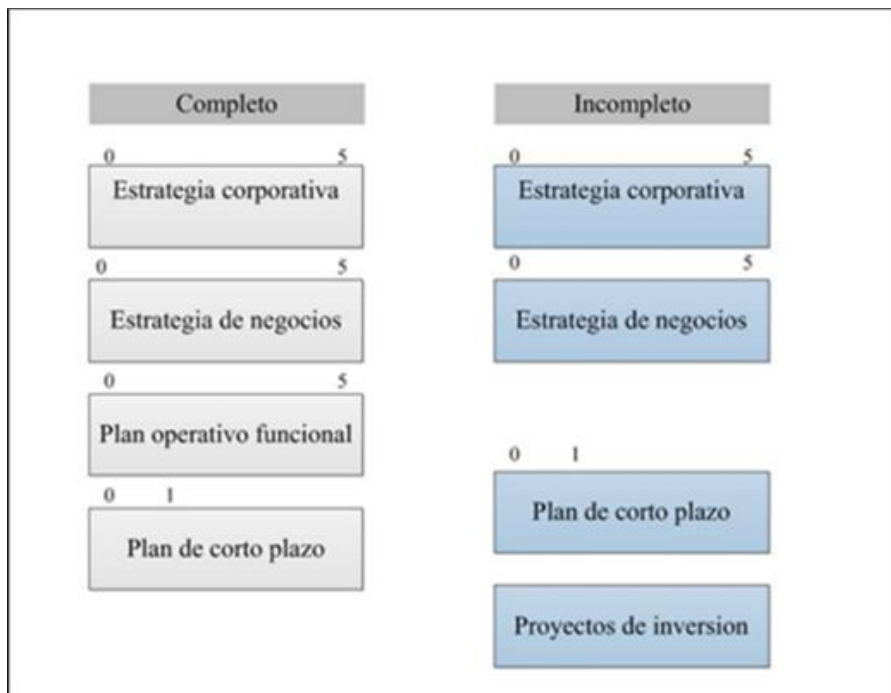 Completo
0 5
Estrategia corporativa
0 5
Estrategia de negocios
0 5
Plan operativo funcional
0 1
Plan de corto plazo
Incompleto
0 5
Estrategia corporativa
0 5
Estrategia de negocios
0 1
Plan de corto plazo
Proyectos de inversion